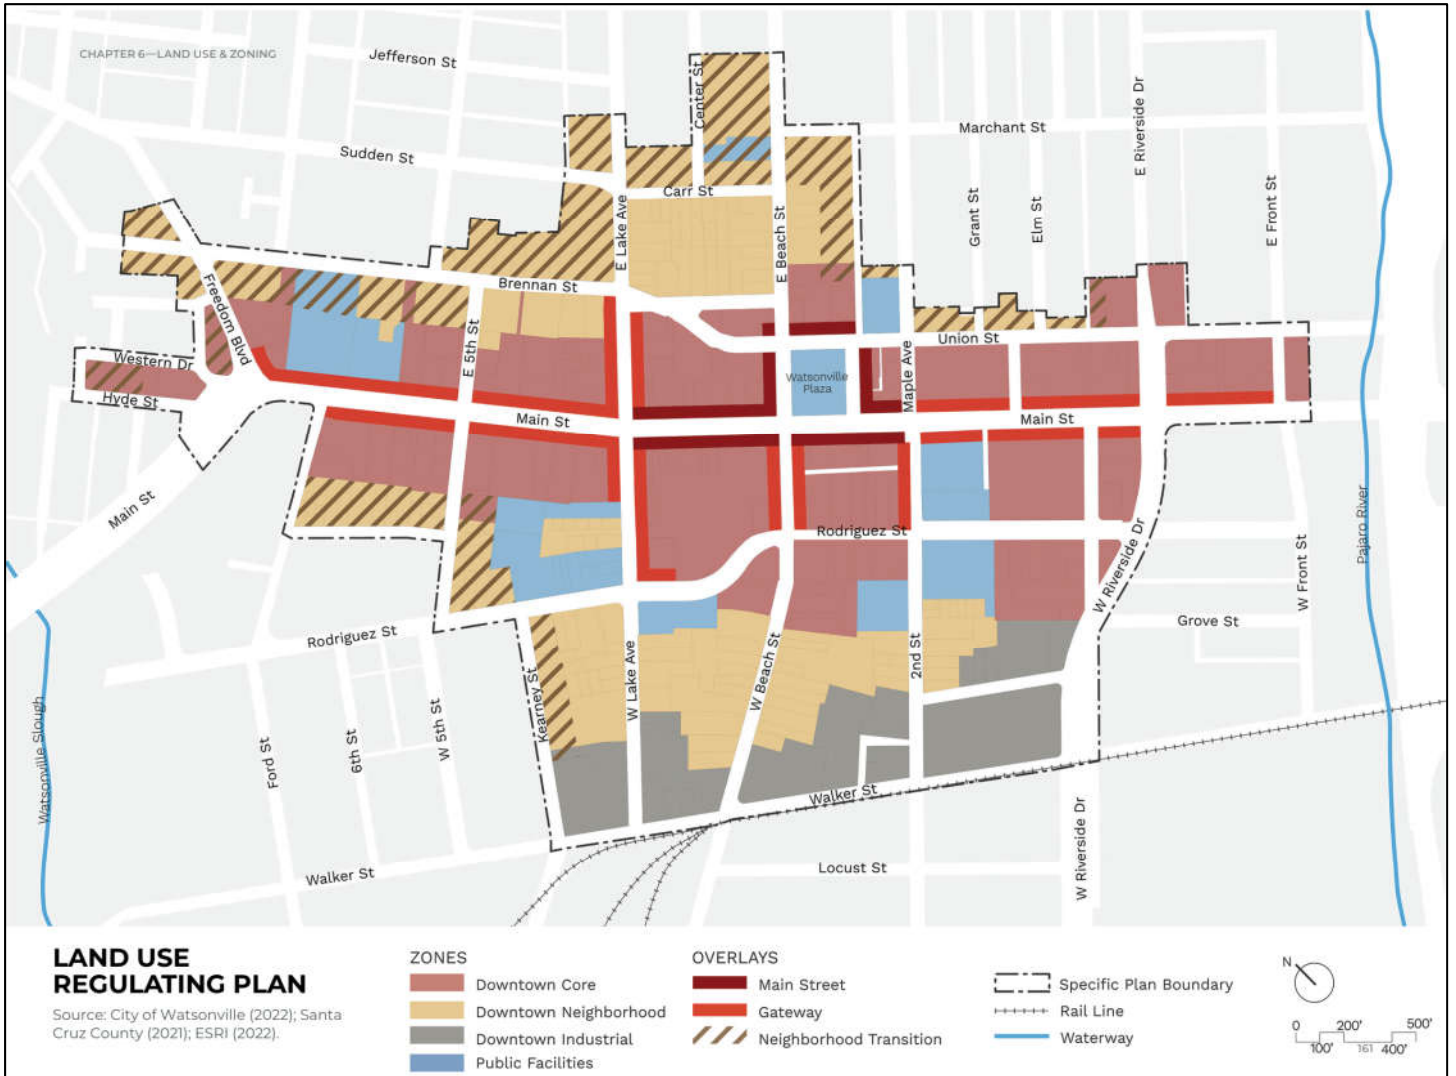 CHAPTER 6—LAND USE & ZONING
Jefferson St
Sudden St
Center St
Marchant St
E Riverside Dr
Carr St
E Lake Ave
E Beach St
Grant St
Elm St
E Front St
Brennan St
Freedom Blvd
E 5th St
Western Dr
Hyde St
Union St
Maple Ave
Watsonville
Plaza
Main St
Main St
Main St
Rodriguez St
Pajaro River
W Riverside Dr
W Front St
Grove St
Rodriguez St
Kearney St
W Lake Ave
W Beach St
2nd St
Watsonville Slough
Ford St
6th St
W 5th St
Walker St
Walker St
Locust St
W Riverside Dr
LAND USE
REGULATING PLAN
Source: City of Watsonville (2022); Santa
Cruz County (2021); ESRI (2022).
ZONES
Downtown Core
Downtown Neighborhood
Downtown Industrial
Public Facilities
OVERLAYS
Main Street
Gateway
Neighborhood Transition
Specific Plan Boundary
Rail Line
Waterway
N
0 200' 500'
100' 161 400'